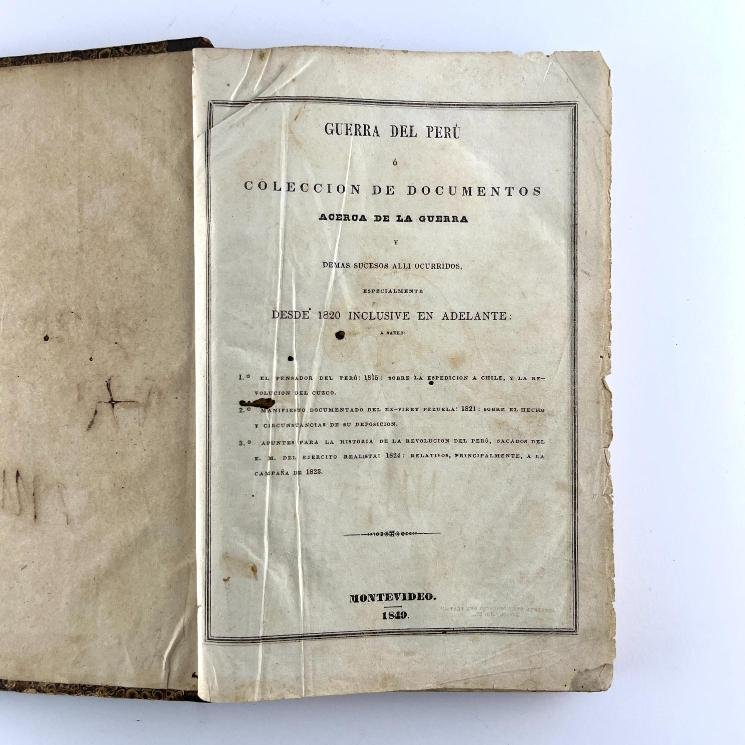 GUERRA DEL PERÚ
Ó
COLECCION DE DOCUMENTOS
ACERCA DE LA GUERRA
Y
DEMAS SUCESOS ALLI OCURRIDOS,
ESPECIALMENTE
DESDE 1820 INCLUSIVE EN ADELANTE:
A SABER:
1.º EL PENSADOR DEL PERÚ: 1815: SOBRE LA ESPEDICION A CHILE, Y LA RE-
VOLUCION DEL CUZCO.
2.º MANIFIESTO DOCUMENTADO DEL EX-VIREY PEZUELA: 1821: SOBRE EL HECHO
Y CIRCUNSTANCIAS DE SU DEPOSICION.
3.º APUNTES PARA LA HISTORIA DE LA REVOLUCION DEL PERÚ, SACADOS DEL
E. M. DEL EJERCITO REALISTA: 1824: RELATIVOS, PRINCIPALMENTE, A LA
CAMPAÑA DE 1823.
MONTEVIDEO.
1849.